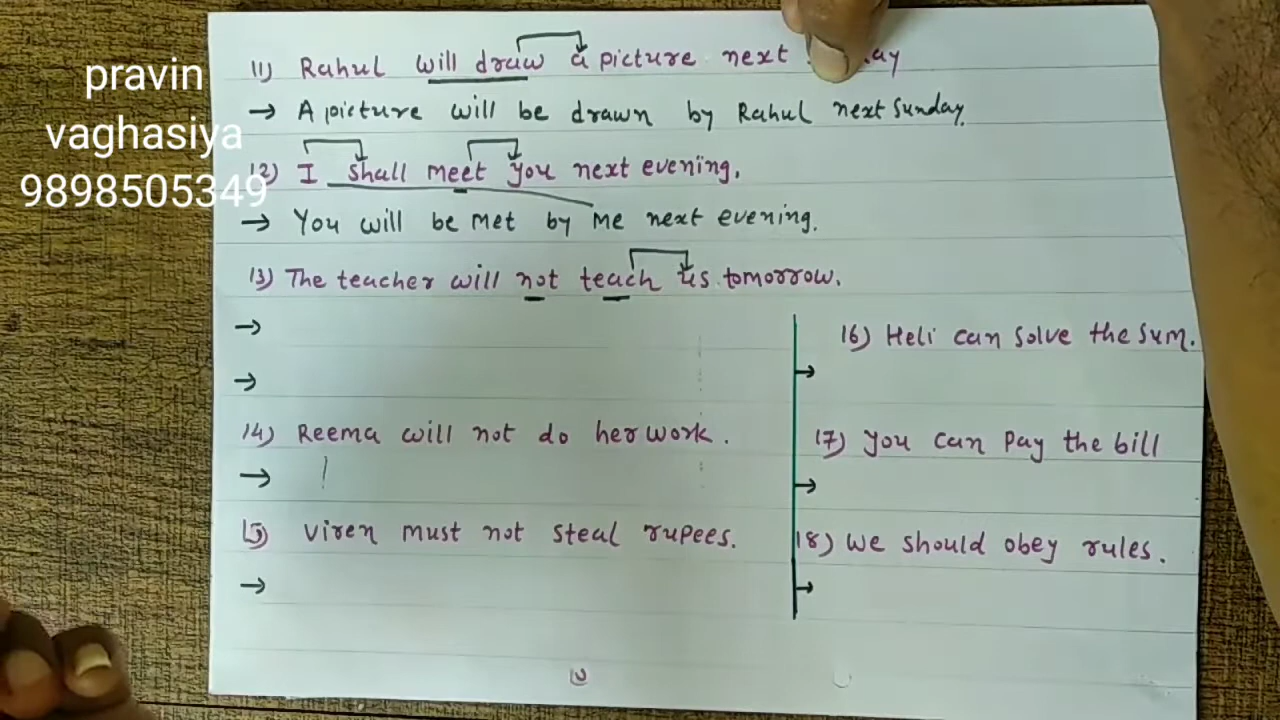 pravin
vaghasiya
9898505349
11) Rahul will draw a picture next
→ A picture will be drawn by Rahul next Sunday.
12) I shall meet you next evening.
→ You will be met by me next evening.
13) The teacher will not teach us tomorrow.
→
→
14) Reema will not do her work.
→
15) Viren must not steal rupees.
→
16) Heli can solve the sum.
→
17) You can pay the bill
→
18) We should obey rules.
→